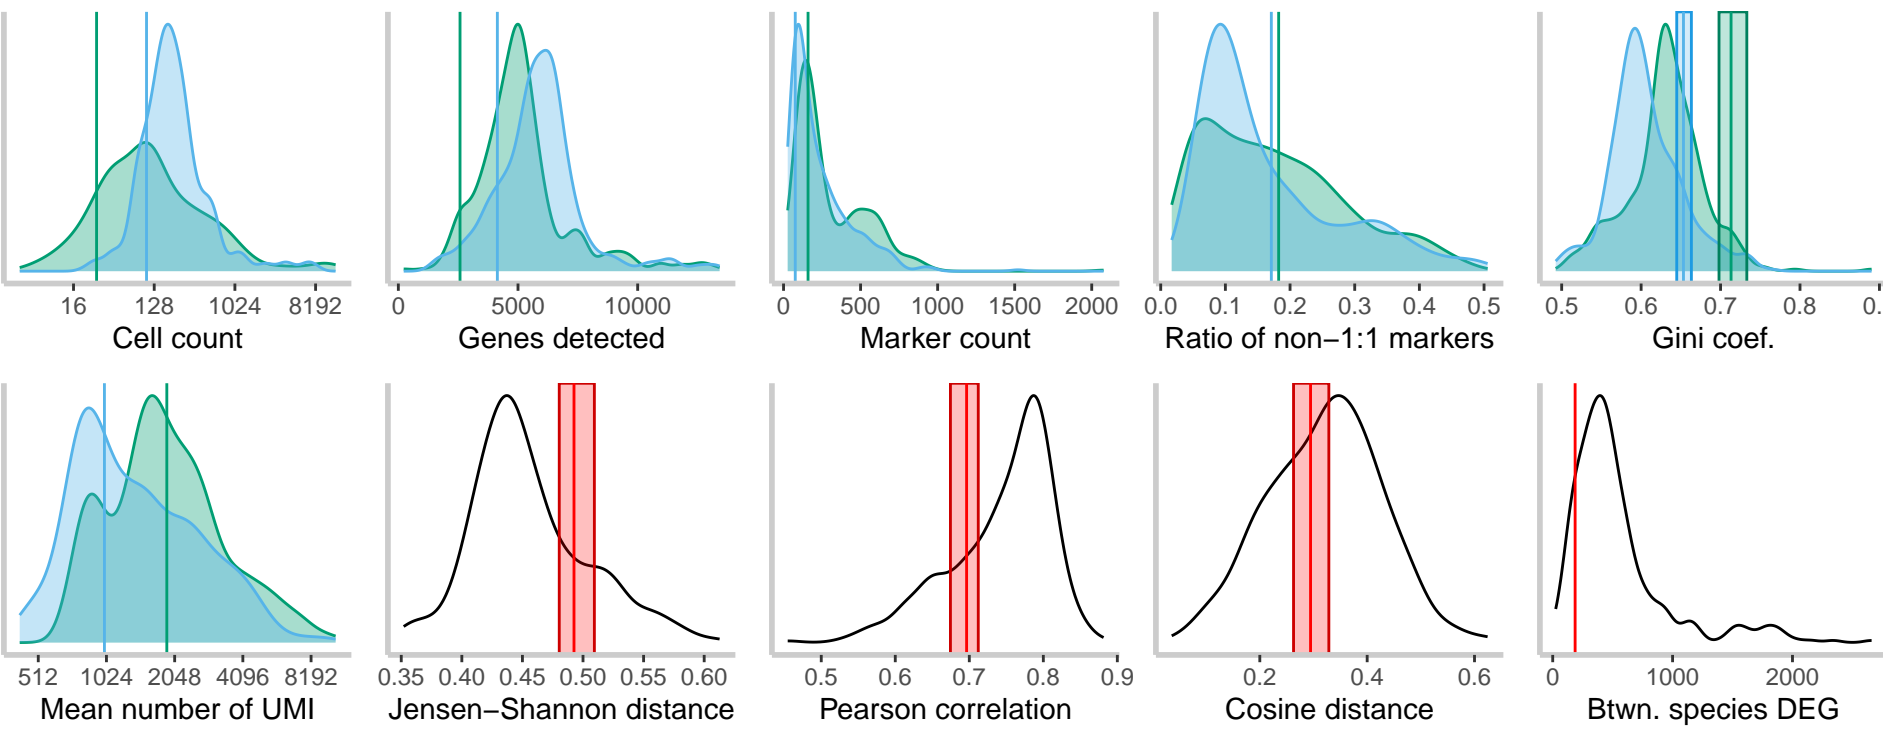 16 128 1024 8192
Cell count
0 5000 10000
Genes detected
0 500 1000 1500 2000
Marker count
0.0 0.1 0.2 0.3 0.4 0.5
Ratio of non−1:1 markers
0.5 0.6 0.7 0.8 0.
Gini coef.
512 1024 2048 4096 8192
Mean number of UMI
0.35 0.40 0.45 0.50 0.55 0.60
Jensen−Shannon distance
0.5 0.6 0.7 0.8 0.9
Pearson correlation
0.2 0.4 0.6
Cosine distance
0 1000 2000
Btwn. species DEG